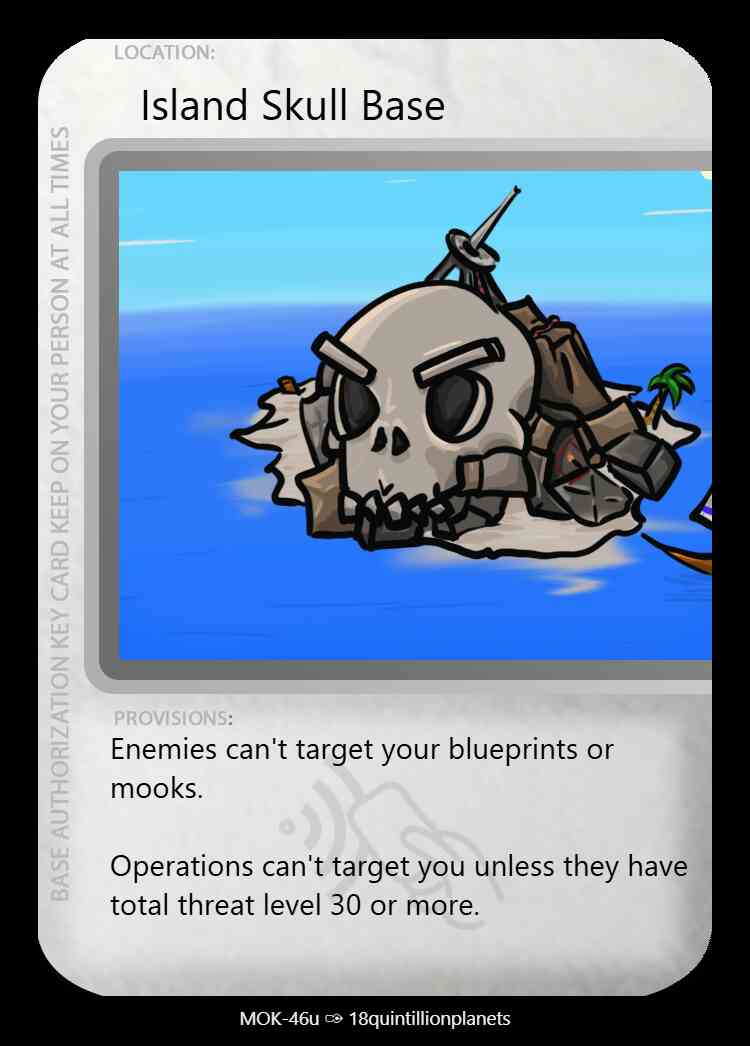 LOCATION:
Island Skull Base
BASE AUTHORIZATION KEY CARD KEEP ON YOUR PERSON AT ALL TIMES
PROVISIONS:
Enemies can't target your blueprints or
mooks.
Operations can't target you unless they have
total threat level 30 or more.
MOK-46u ✑ 18quintillionplanets